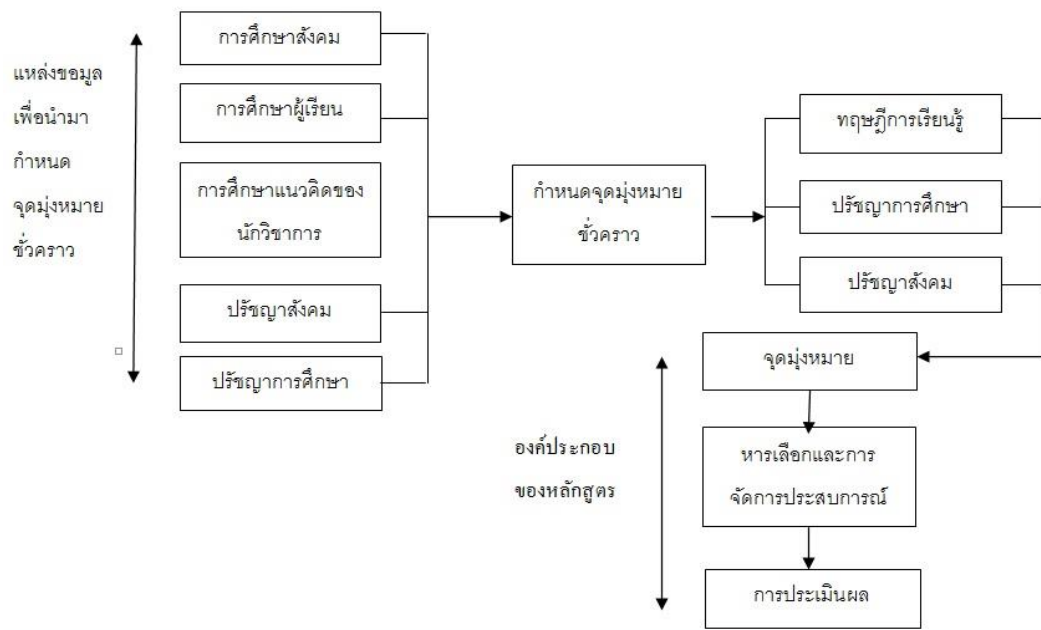 แหล่งขอมูล
เพื่อนำมา
กำหนด
จุดมุ่งหมาย
ชั่วคราว
การศึกษาสังคม
การศึกษาผู้เรียน
การศึกษาแนวคิดของ
นักวิชาการ
ปรัชญาสังคม
ปรัชญาการศึกษา
กำหนดจุดมุ่งหมาย
ชั่วคราว
ทฤษฎีการเรียนรู้
ปรัชญาการศึกษา
ปรัชญาสังคม
องค์ประกอบ
ของหลักสูตร
จุดมุ่งหมาย
หารเลือกและการ
จัดการประสบการณ์
การประเมินผล